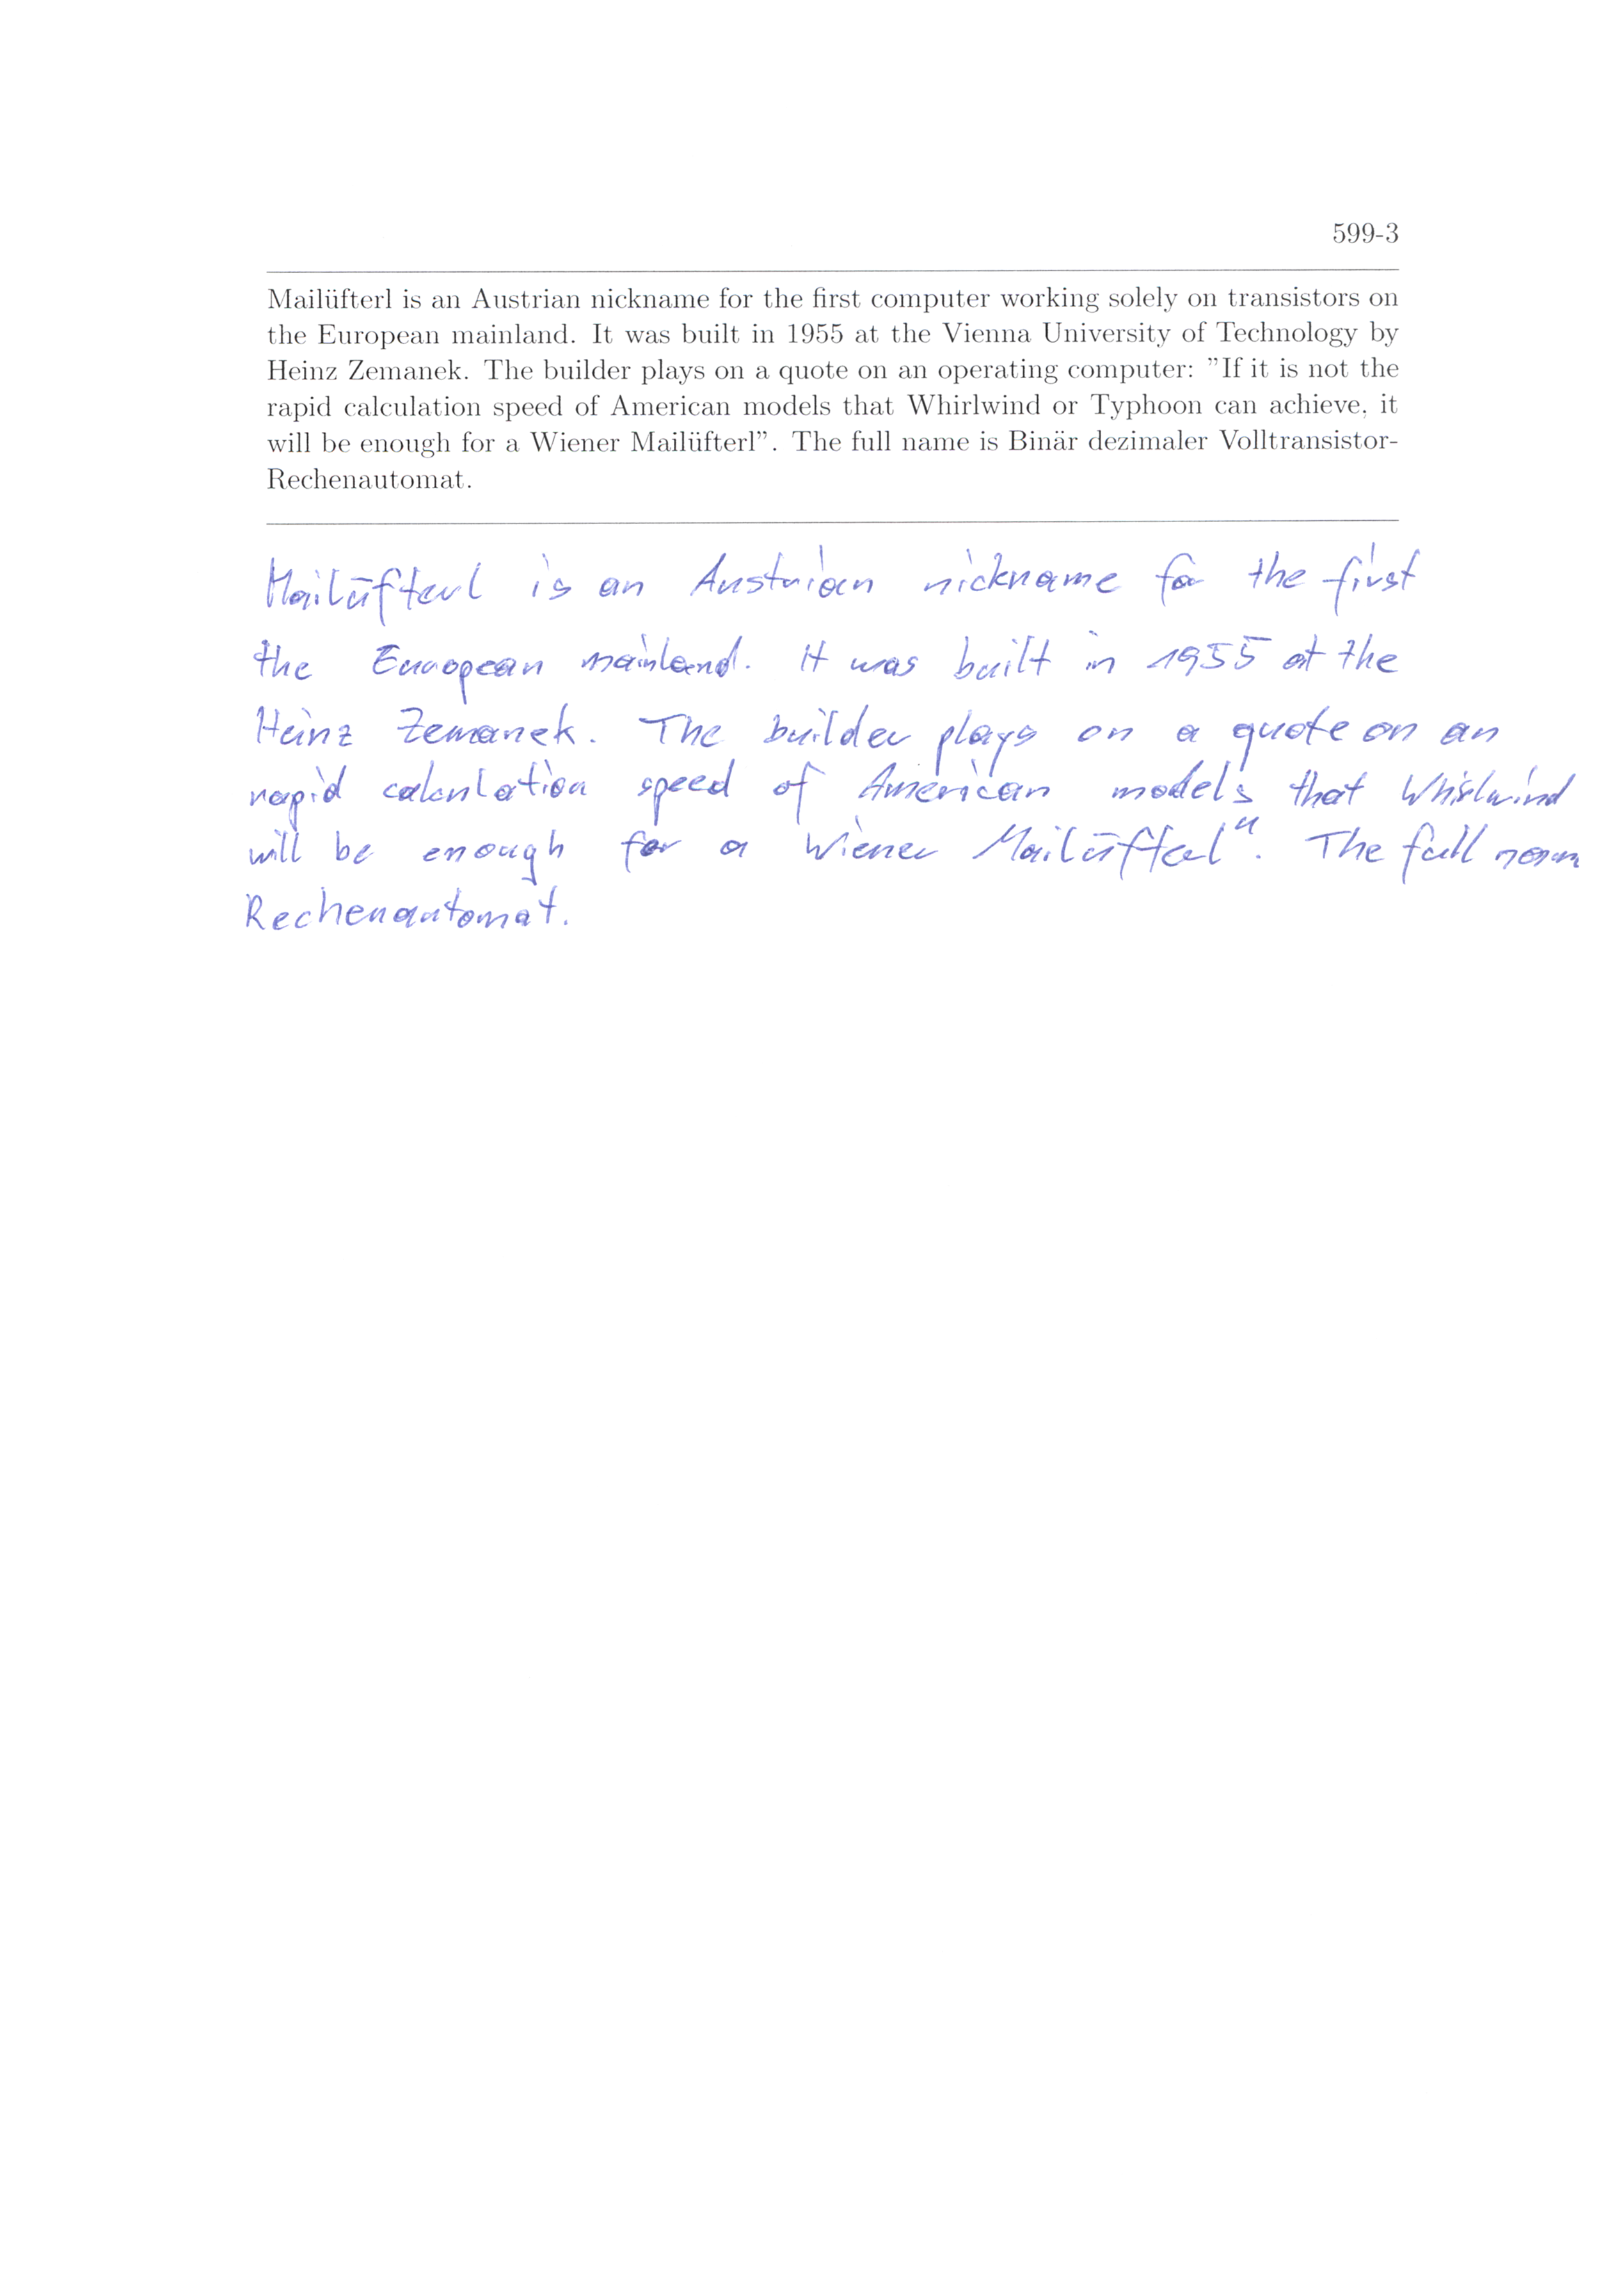 599-3
Mailüfterl is an Austrian nickname for the first computer working solely on transistors on
the European mainland. It was built in 1955 at the Vienna University of Technology by
Heinz Zemanek. The builder plays on a quote on an operating computer: ”If it is not the
rapid calculation speed of American models that Whirlwind or Typhoon can achieve, it
will be enough for a Wiener Mailüfterl”. The full name is Binär dezimaler Volltransistor-
Rechenautomat.
Mailüfterl is an Austrian nickname for the first
the European mainland. It was built in 1955 at the
Heinz Zemanek. The builder plays on a quote on an
rapid calculation speed of American models that Whirlwind
will be enough for a Wiener Mailüfterl". The full
Rechenautomat.